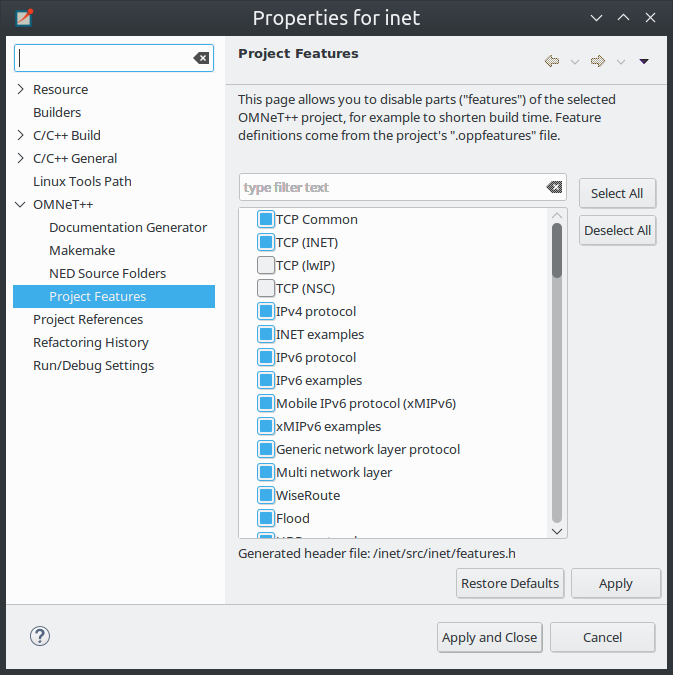 Properties for inet
Resource
Builders
C/C++ Build
C/C++ General
Linux Tools Path
OMNeT++
Documentation Generator
Makemake
NED Source Folders
Project Features
Project References
Refactoring History
Run/Debug Settings
Project Features
This page allows you to disable parts ("features") of the selected
OMNeT++ project, for example to shorten build time. Feature
definitions come from the project's ".oppfeatures" file.
type filter text
Select All
Deselect All
TCP Common
TCP (INET)
TCP (lwIP)
TCP (NSC)
IPv4 protocol
INET examples
IPv6 protocol
IPv6 examples
Mobile IPv6 protocol (xMIPv6)
xMIPv6 examples
Generic network layer protocol
Multi network layer
WiseRoute
Flood
Generated header file: /inet/src/inet/features.h
Restore Defaults
Apply
?
Apply and Close
Cancel